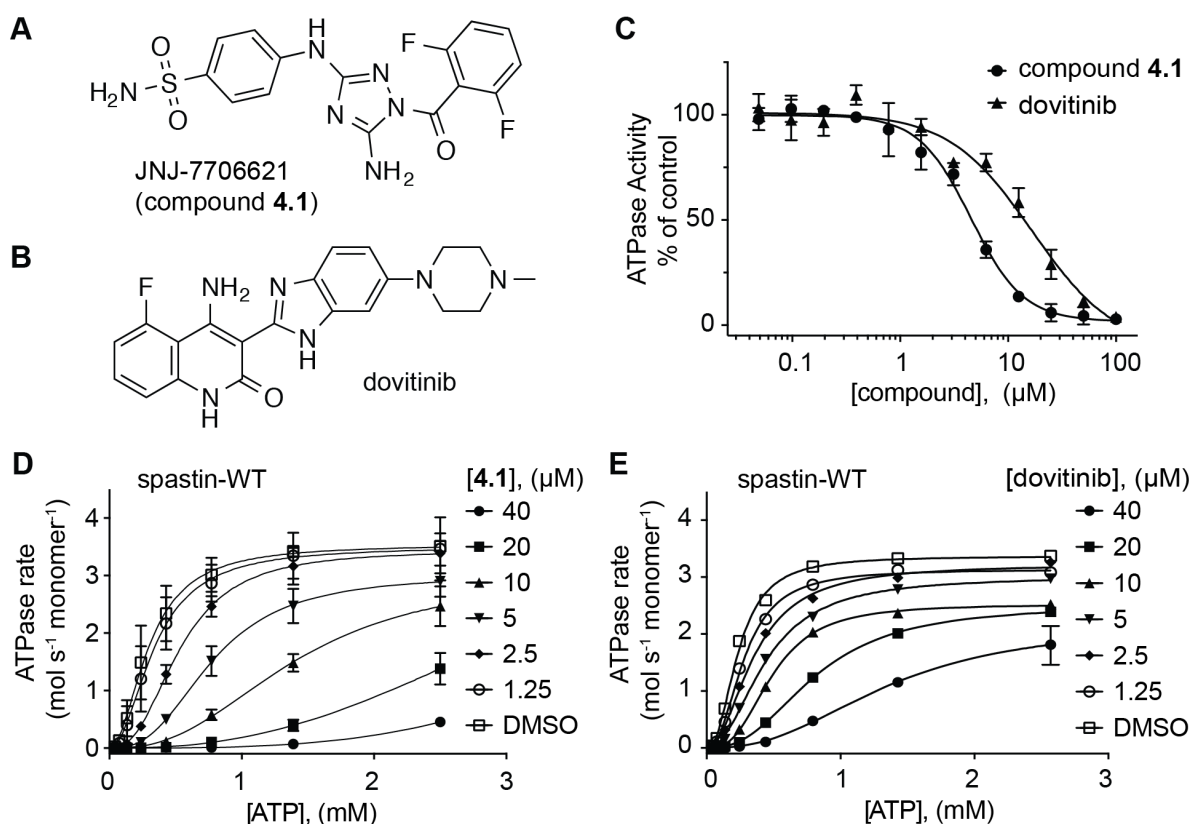 A
H
N
F
O
H₂N
S
O
N
N
N
O
F
NH₂
JNJ-7706621
(compound 4.1)
B
F
NH₂
N
N
N
N
H
N
H
O
dovitinib
C
compound 4.1
dovitinib
ATPase Activity
% of control
100
50
0
0.1
1
10
100
[compound], (µM)
D
spastin-WT
[4.1], (µM)
40
20
10
5
2.5
1.25
DMSO
ATPase rate
(mol s⁻¹ monomer⁻¹)
4
3
2
1
0
0
1
2
3
[ATP], (mM)
E
spastin-WT
[dovitinib], (µM)
40
20
10
5
2.5
1.25
DMSO
ATPase rate
(mol s⁻¹ monomer⁻¹)
4
3
2
1
0
0
1
2
3
[ATP], (mM)